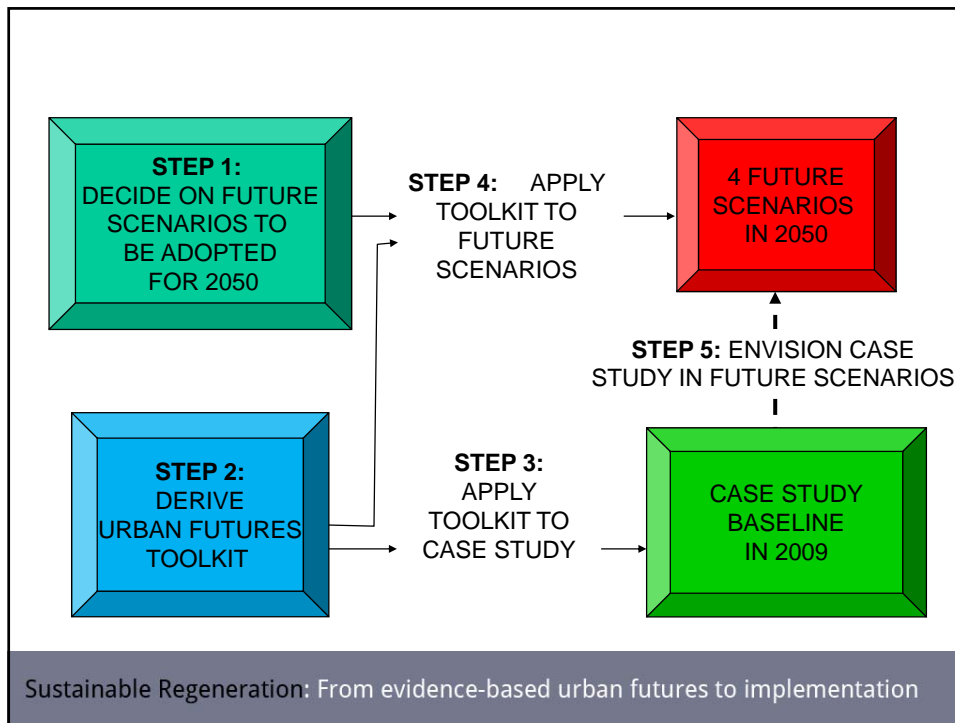 STEP 1:
DECIDE ON FUTURE
SCENARIOS TO
BE ADOPTED
FOR 2050
STEP 4: APPLY
TOOLKIT TO
FUTURE
SCENARIOS
4 FUTURE
SCENARIOS
IN 2050
STEP 5: ENVISION CASE
STUDY IN FUTURE SCENARIOS
STEP 2:
DERIVE
URBAN FUTURES
TOOLKIT
STEP 3:
APPLY
TOOLKIT TO
CASE STUDY
CASE STUDY
BASELINE
IN 2009
Sustainable Regeneration: From evidence-based urban futures to implementation